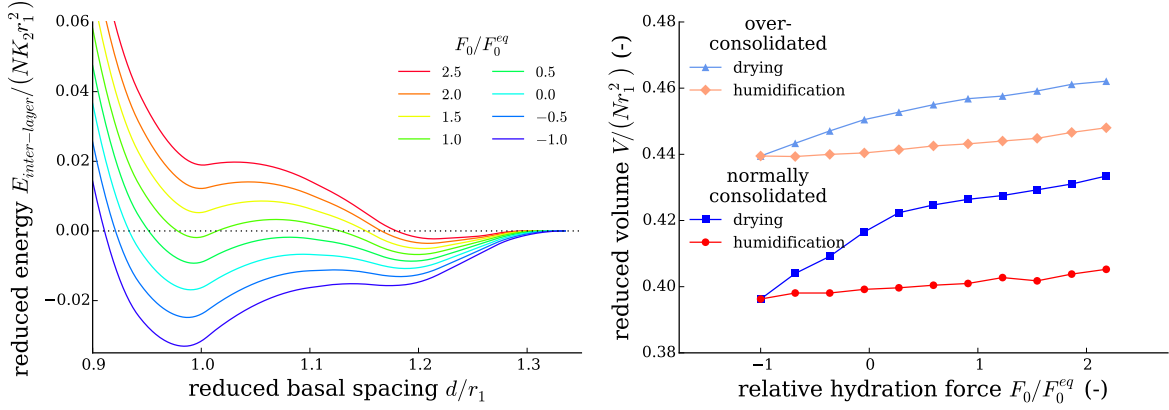 reduced energy E_{inter-layer}/(NK_2r_1^2)
0.06
0.04
0.02
0.00
−0.02
0.9
1.0
1.1
1.2
1.3
reduced basal spacing d/r_1
F_0/F_0^{eq}
2.5
2.0
1.5
1.0
0.5
0.0
−0.5
−1.0
reduced volume V/(Nr_1^2) (-)
0.48
0.46
0.44
0.42
0.40
0.38
−1
0
1
2
relative hydration force F_0/F_0^{eq} (-)
over-
consolidated
drying
humidification
normally
consolidated
drying
humidification